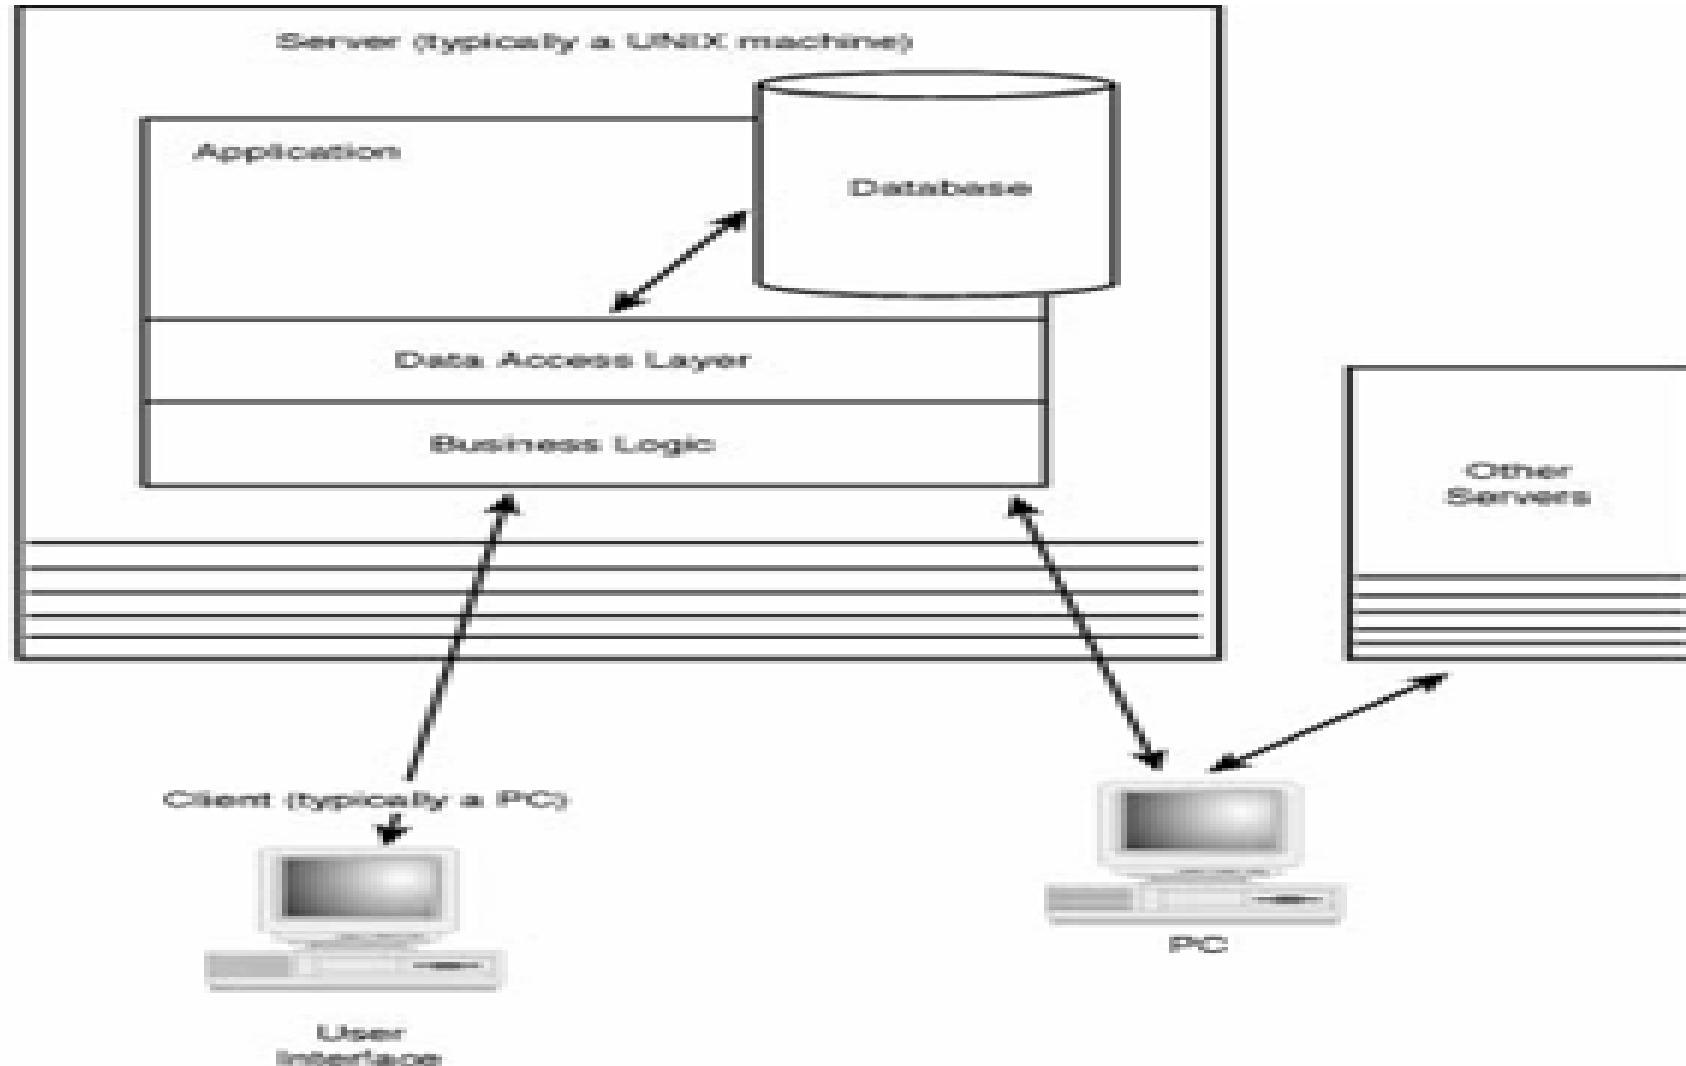 Server (typically a UNIX machine)
Application
Database
Data Access Layer
Business Logic
Other
Servers
Client (typically a PC)
PC
User
Interface